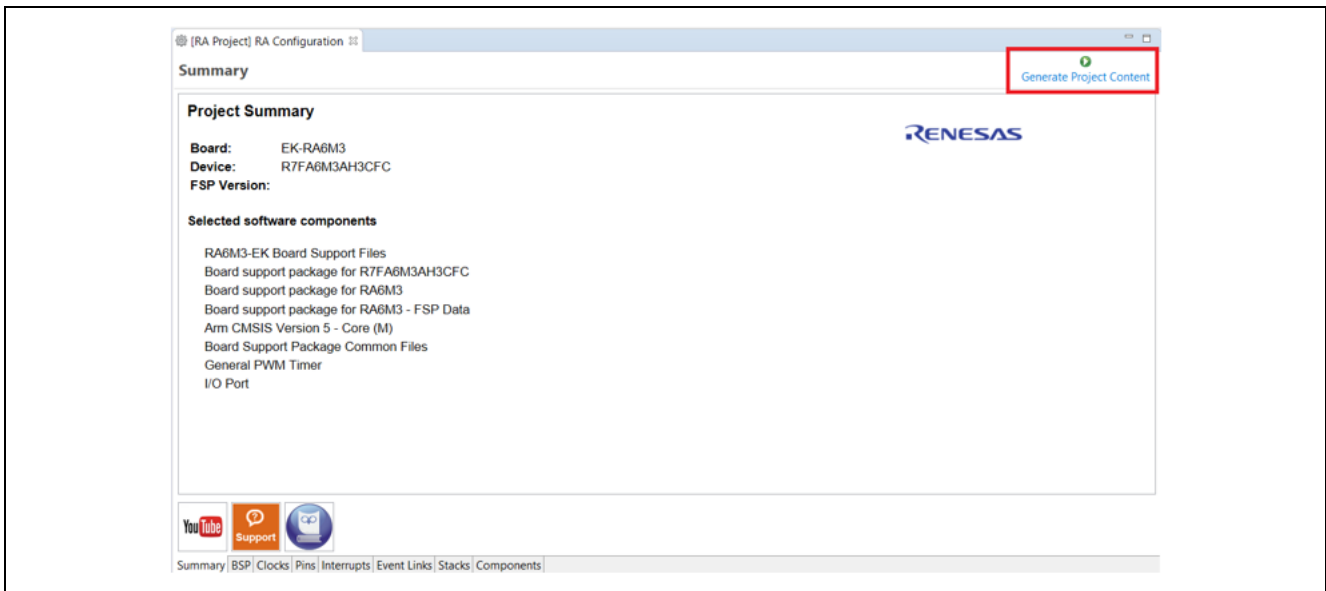 [RA Project] RA Configuration
Summary
Generate Project Content
Project Summary
RENESAS
Board: EK-RA6M3
Device: R7FA6M3AH3CFC
FSP Version:
Selected software components
RA6M3-EK Board Support Files
Board support package for R7FA6M3AH3CFC
Board support package for RA6M3
Board support package for RA6M3 - FSP Data
Arm CMSIS Version 5 - Core (M)
Board Support Package Common Files
General PWM Timer
I/O Port
YouTube
? Support
Summary BSP Clocks Pins Interrupts Event Links Stacks Components